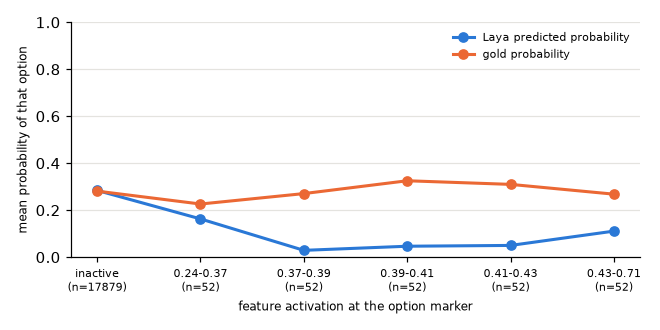 1.0
0.8
0.6
0.4
0.2
0.0
mean probability of that option
Laya predicted probability
gold probability
inactive
(n=17879)
0.24-0.37
(n=52)
0.37-0.39
(n=52)
0.39-0.41
(n=52)
0.41-0.43
(n=52)
0.43-0.71
(n=52)
feature activation at the option marker